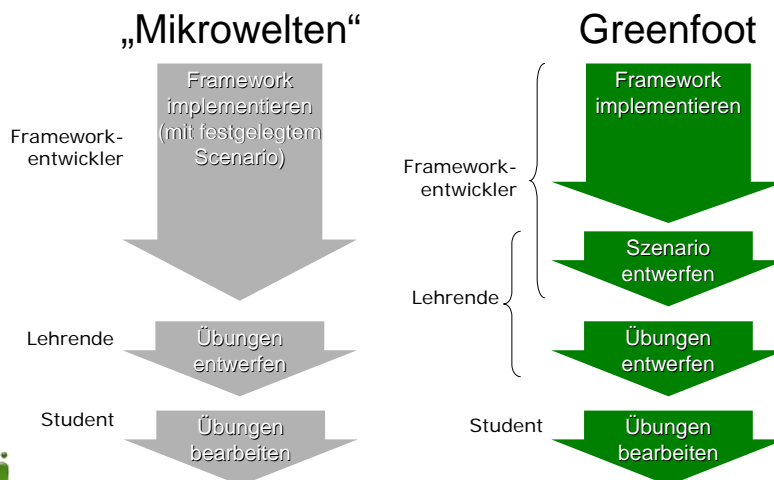 „Mikrowelten“
Framework
implementieren
(mit festgelegtem
Scenario)
Framework-
entwickler
Lehrende
Übungen
entwerfen
Student
Übungen
bearbeiten
Greenfoot
Framework
implementieren
Framework-
entwickler
Szenario
entwerfen
Lehrende
Übungen
entwerfen
Student
Übungen
bearbeiten